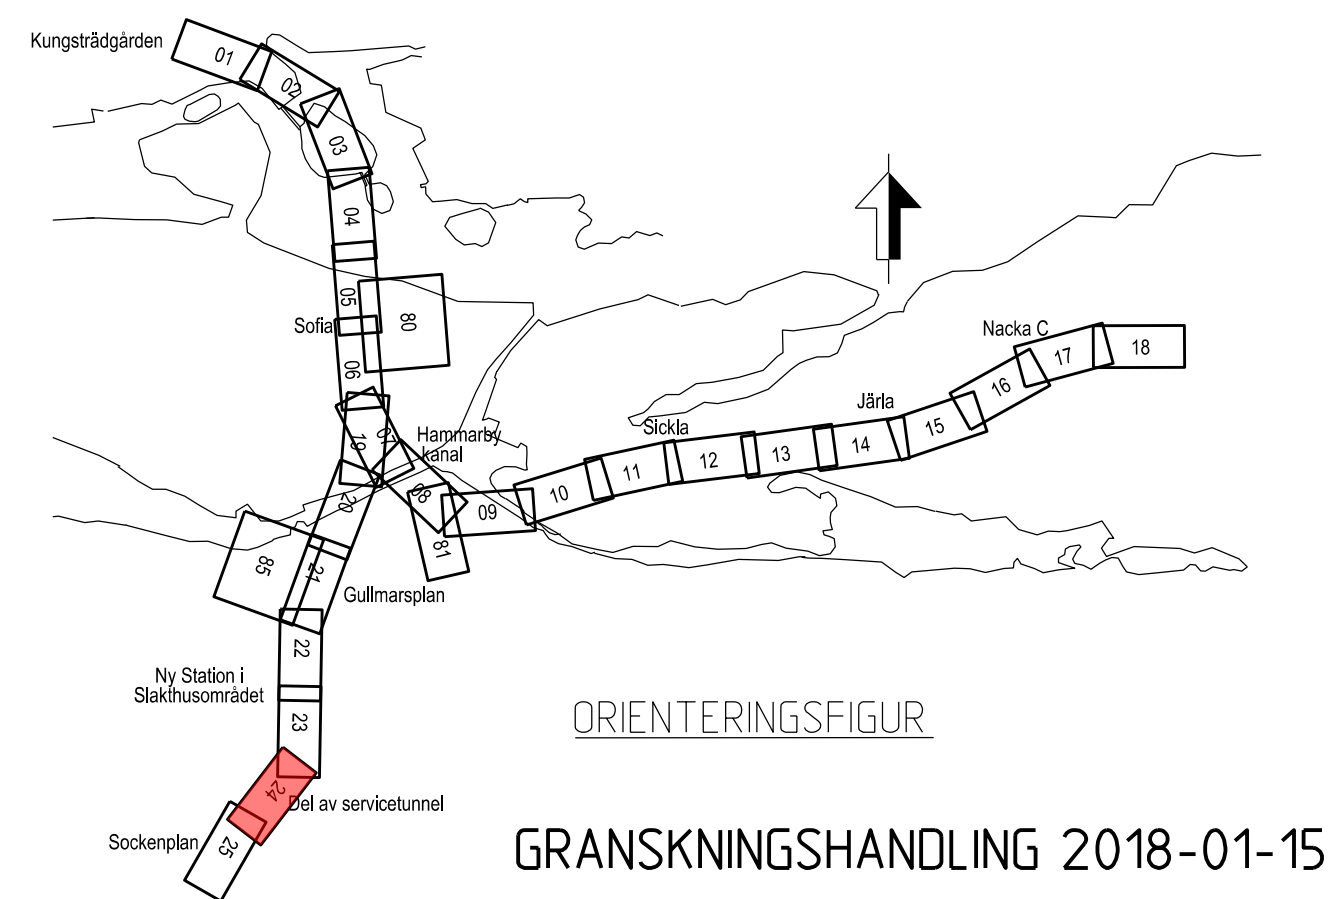 Kungsträdgården
01
02
03
04
05
Sofia
80
06
Nacka C
17
18
16
Järla
15
19
07
Hammarby
kanal
Sickla
14
13
12
11
10
08
09
20
81
85
21
Gullmarsplan
22
Ny Station i
Slakthusområdet
23
24
Del av servicetunnel
Sockenplan
25
ORIENTERINGSFIGUR
GRANSKNINGSHANDLING 2018-01-15